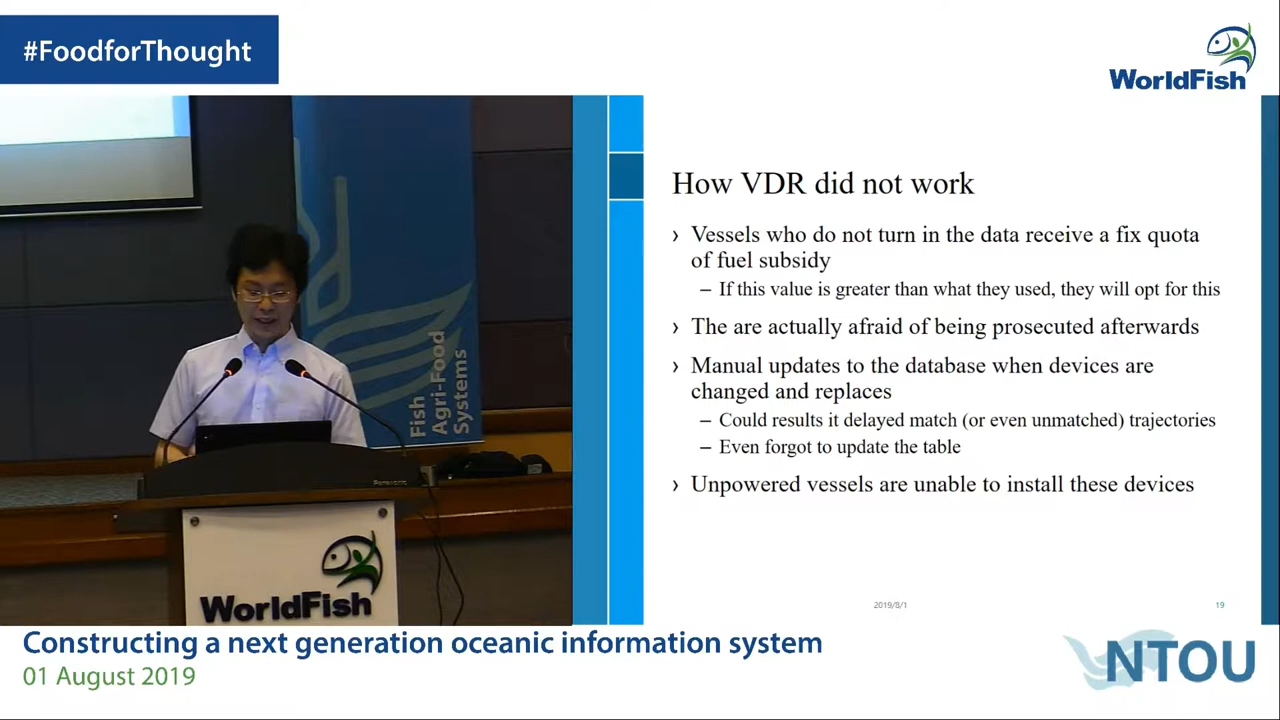 #FoodforThought
WorldFish
How VDR did not work
› Vessels who do not turn in the data receive a fix quota
of fuel subsidy
– If this value is greater than what they used, they will opt for this
› The are actually afraid of being prosecuted afterwards
› Manual updates to the database when devices are
changed and replaces
– Could results it delayed match (or even unmatched) trajectories
– Even forgot to update the table
› Unpowered vessels are unable to install these devices
2019/8/1
19
Fish
Agri-Food
Systems
Panasonic
WorldFish
Constructing a next generation oceanic information system
01 August 2019
NTOU